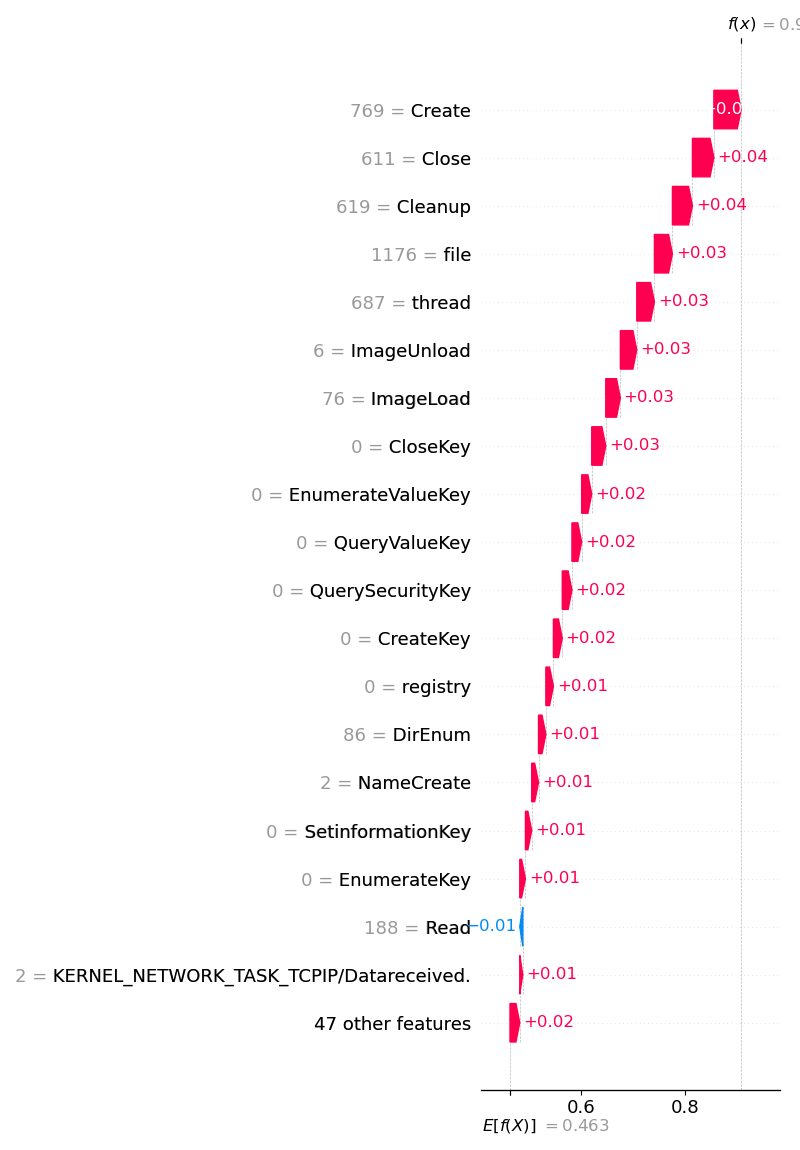 f(x) = 0.9
769 = Create
+0.0
611 = Close
+0.04
619 = Cleanup
+0.04
1176 = file
+0.03
687 = thread
+0.03
6 = ImageUnload
+0.03
76 = ImageLoad
+0.03
0 = CloseKey
+0.03
0 = EnumerateValueKey
+0.02
0 = QueryValueKey
+0.02
0 = QuerySecurityKey
+0.02
0 = CreateKey
+0.02
0 = registry
+0.01
86 = DirEnum
+0.01
2 = NameCreate
+0.01
0 = SetinformationKey
+0.01
0 = EnumerateKey
+0.01
188 = Read
−0.01
2 = KERNEL_NETWORK_TASK_TCPIP/Datareceived.
+0.01
47 other features
+0.02
0.6 0.8
E[f(X)] = 0.463